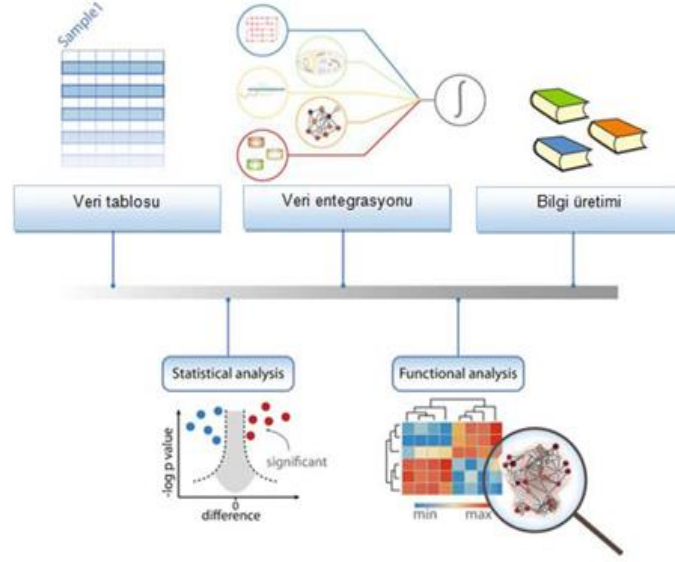 Sample1
Veri tablosu
Veri entegrasyonu
Bilgi üretimi
Statistical analysis
Functional analysis
-log p value
significant
0
difference
min
max